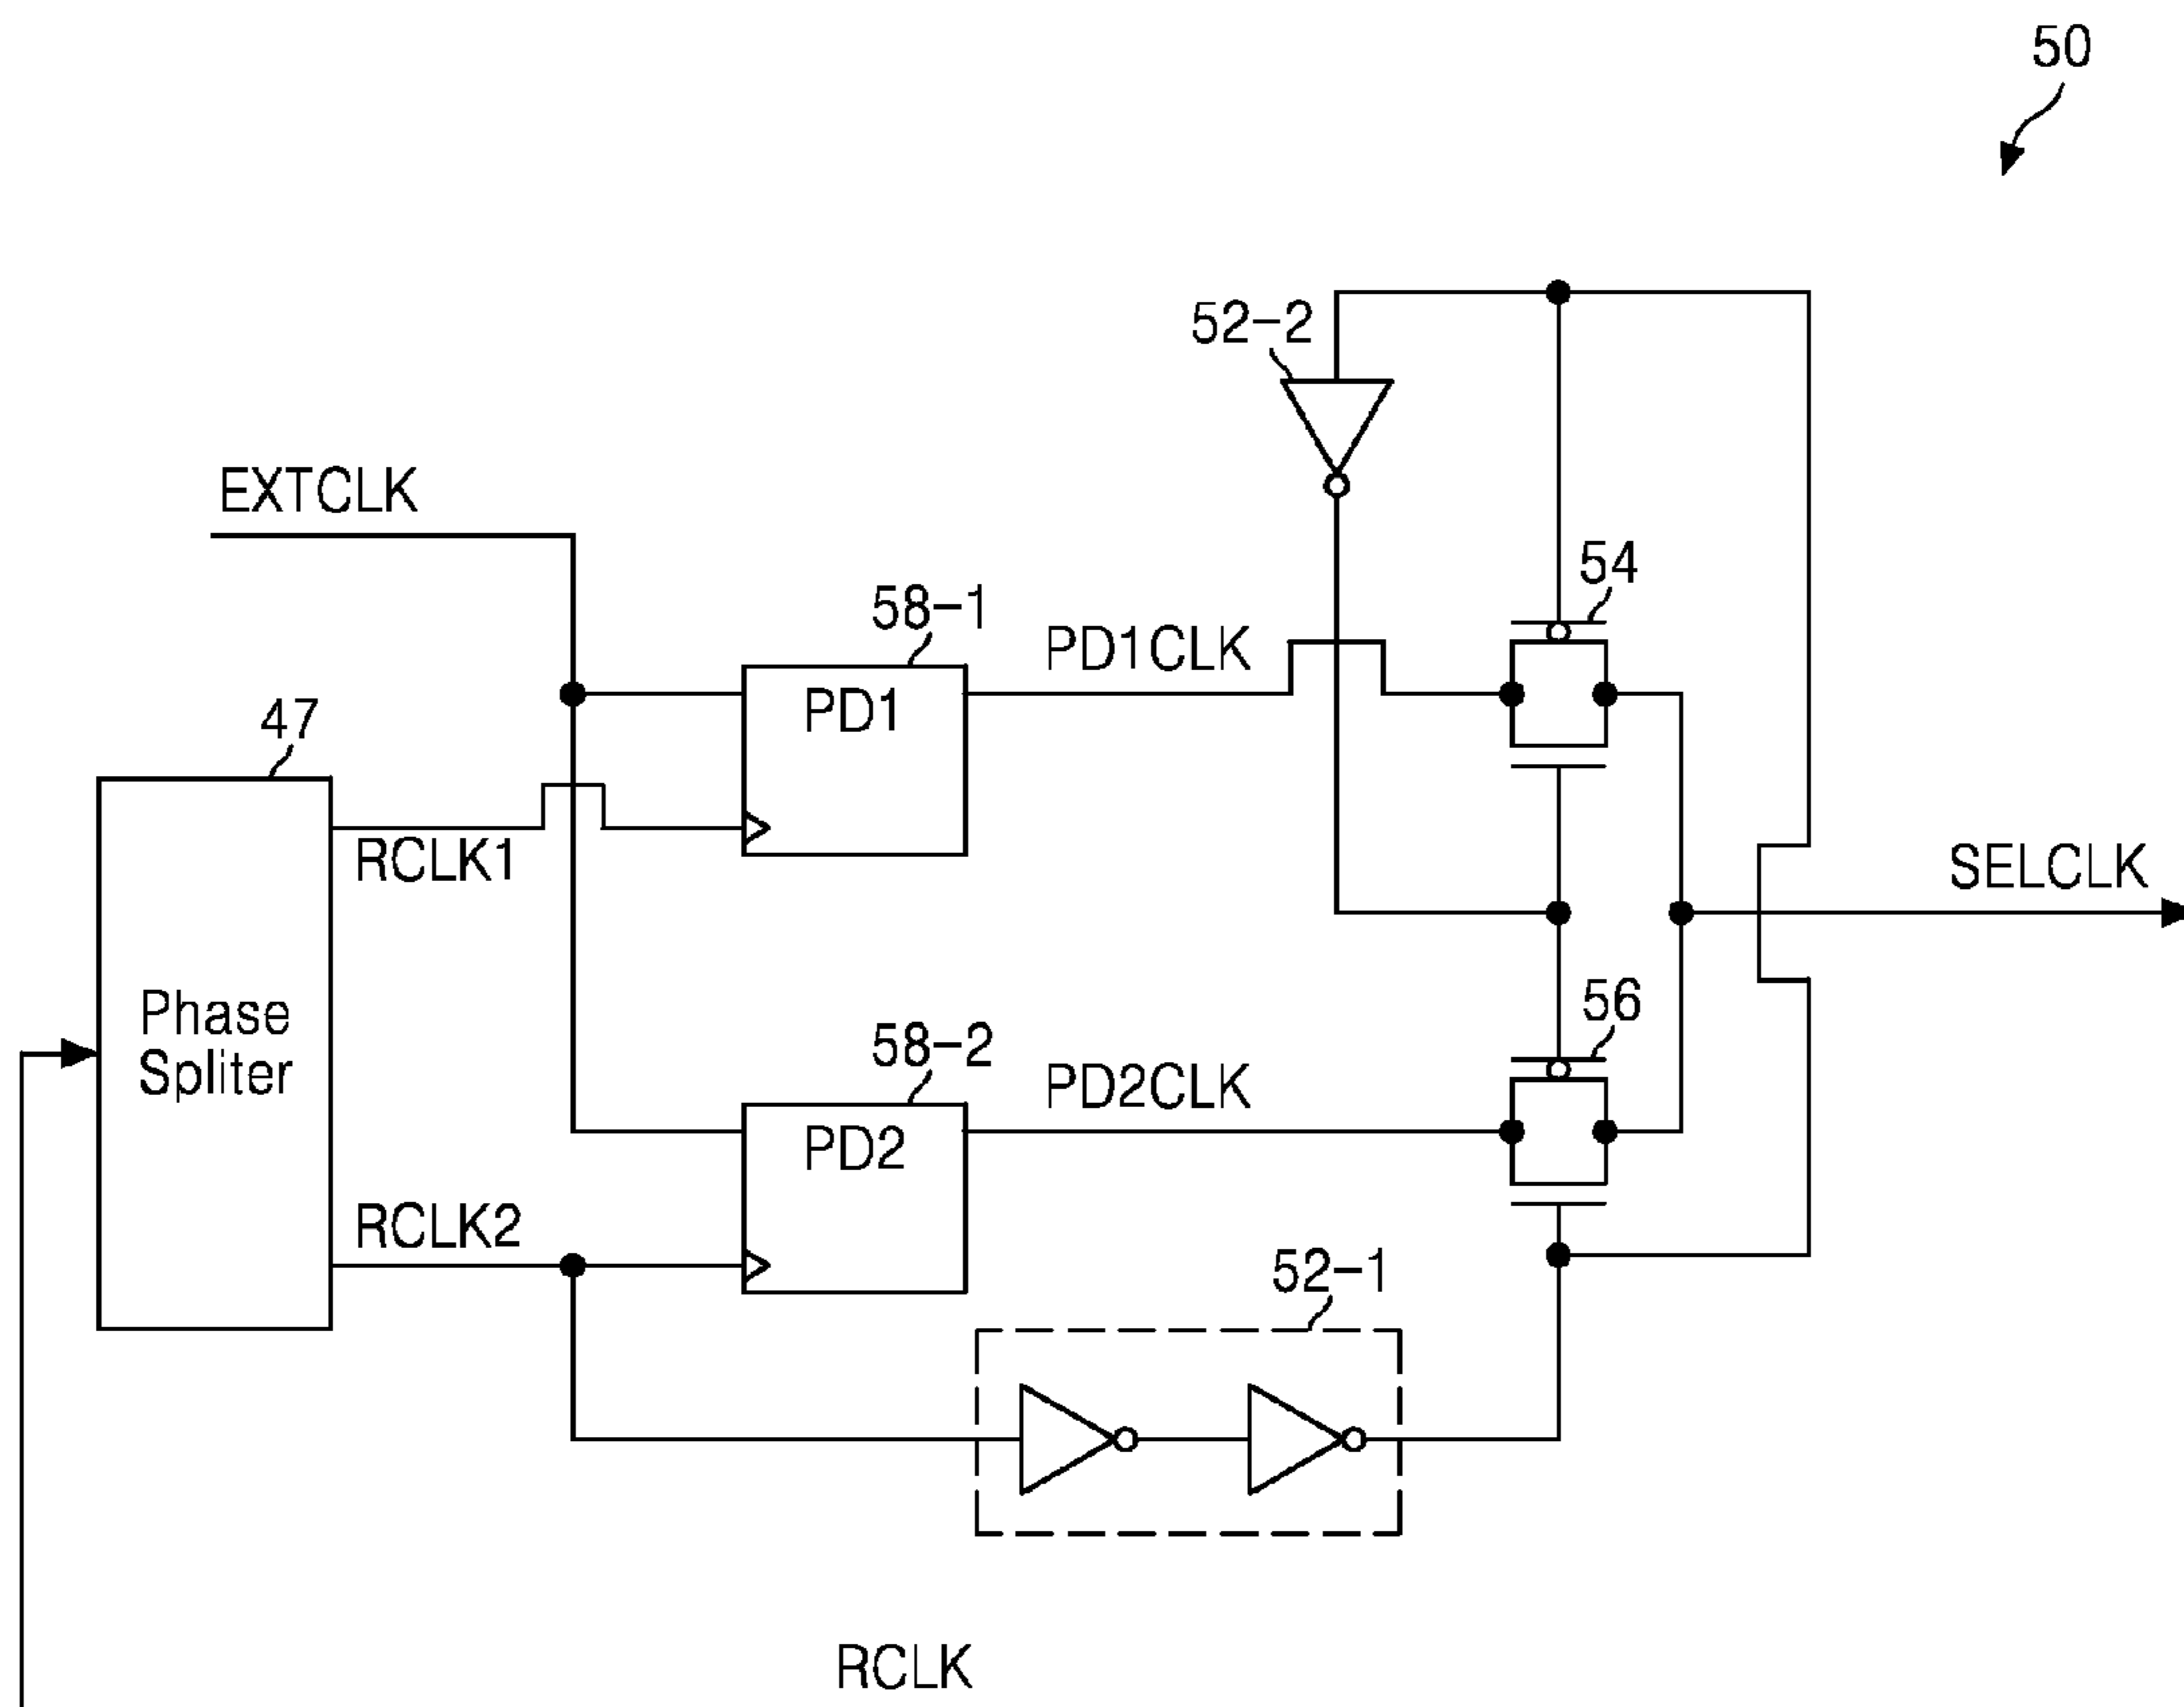 50
52-2
EXTCLK
54
58-1
PD1CLK
PD1
47
RCLK1
SELCLK
Phase
Spliter
56
58-2
PD2CLK
PD2
RCLK2
52-1
RCLK